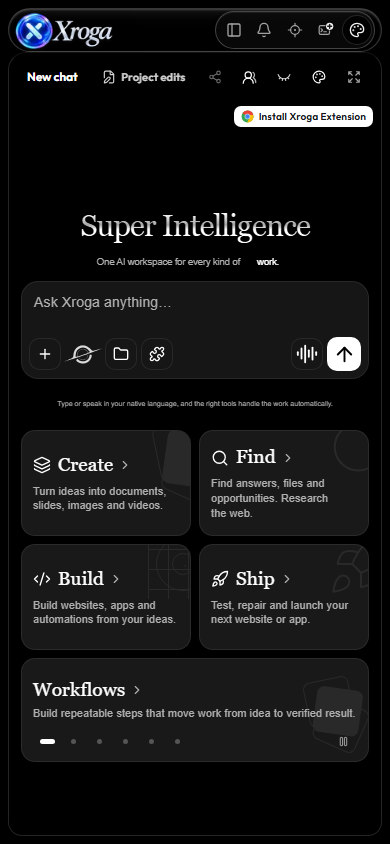 Xroga
New chat
Project edits
Install Xroga Extension
Super Intelligence
One AI workspace for every kind of work.
Ask Xroga anything...
Type or speak in your native language, and the right tools handle the work automatically.
Create
Turn ideas into documents,
slides, images and videos.
Find
Find answers, files and
opportunities. Research
the web.
Build
Build websites, apps and
automations from your ideas.
Ship
Test, repair and launch your
next website or app.
Workflows
Build repeatable steps that move work from idea to verified result.